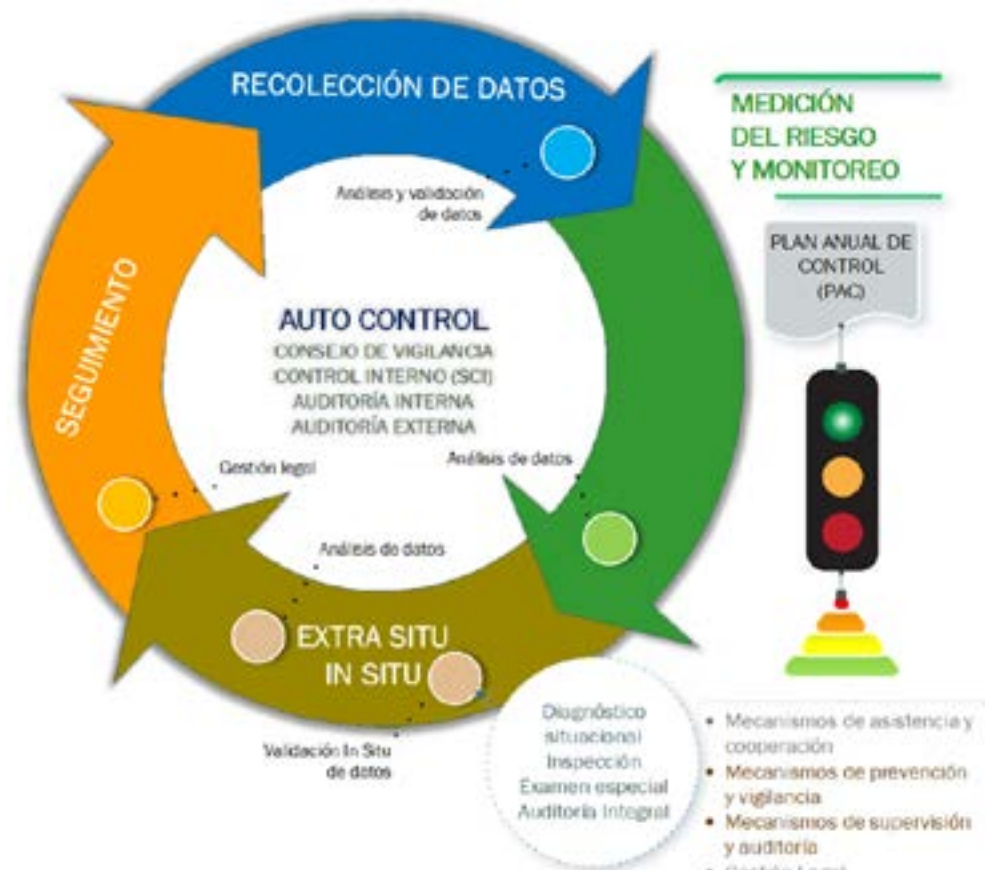 RECOLECCIÓN DE DATOS
MEDICIÓN
DEL RIESGO
Y MONITOREO
Análisis y validación
de datos
PLAN ANUAL DE
CONTROL
(PAC)
SEGUIMIENTO
AUTO CONTROL
CONSEJO DE VIGILANCIA
CONTROL INTERNO (SCI)
AUDITORÍA INTERNA
AUDITORÍA EXTERNA
Gestión legal
Análisis de datos
Análisis de datos
EXTRA SITU
IN SITU
Validación In Situ
de datos
Diagnóstico
situacional
Inspección
Examen especial
Auditoría Integral
• Mecanismos de asistencia y
cooperación
• Mecanismos de prevención
y vigilancia
• Mecanismos de supervisión
y auditoría